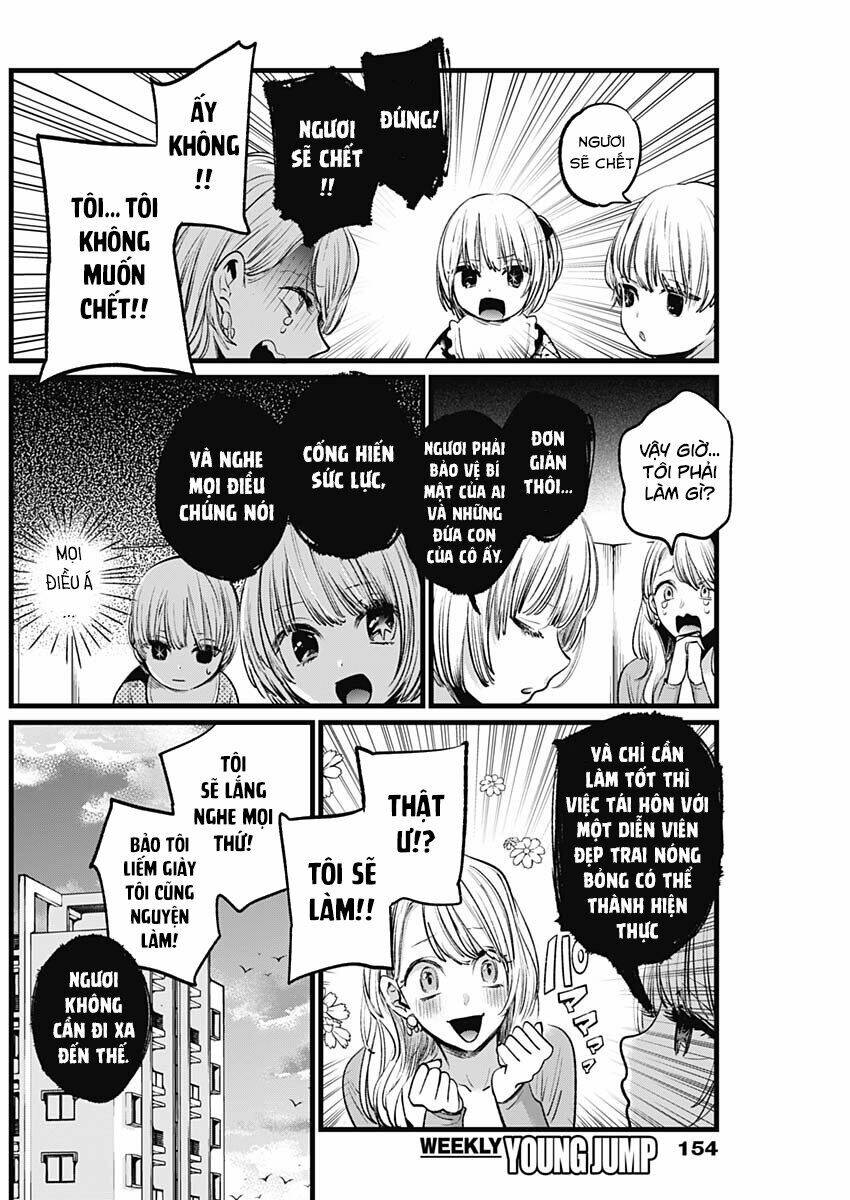 NGƯƠI
SẼ CHẾT
ĐÚNG!
NGƯƠI
SẼ CHẾT
!!
ẤY
KHÔNG
!!
TÔI... TÔI
KHÔNG
MUỐN
CHẾT!!
VẬY GIỜ...
TÔI PHẢI
LÀM GÌ?
ĐƠN
GIẢN
THÔI...
NGƯƠI PHẢI
BẢO VỆ BÍ
MẬT CỦA AI
VÀ NHỮNG
ĐỨA CON
CỦA CÔ ẤY.
CỐNG HIẾN
SỨC LỰC,
VÀ NGHE
MỌI ĐIỀU
CHÚNG NÓI
MỌI
ĐIỀU Á
...
VÀ CHỈ CẦN
LÀM TỐT THÌ
VIỆC TÁI HÔN VỚI
MỘT DIỄN VIÊN
ĐẸP TRAI NÓNG
BỎNG CÓ THỂ
THÀNH HIỆN
THỰC
THẬT
Ư!?
TÔI SẼ
LÀM!!
TÔI
SẼ LẮNG
NGHE MỌI
THỨ!
BẢO TÔI
LIẾM GIÀY
TÔI CŨNG
NGUYỆN
LÀM!
NGƯƠI
KHÔNG
CẦN ĐI XA
ĐẾN THẾ.
WEEKLY YOUNG JUMP 154